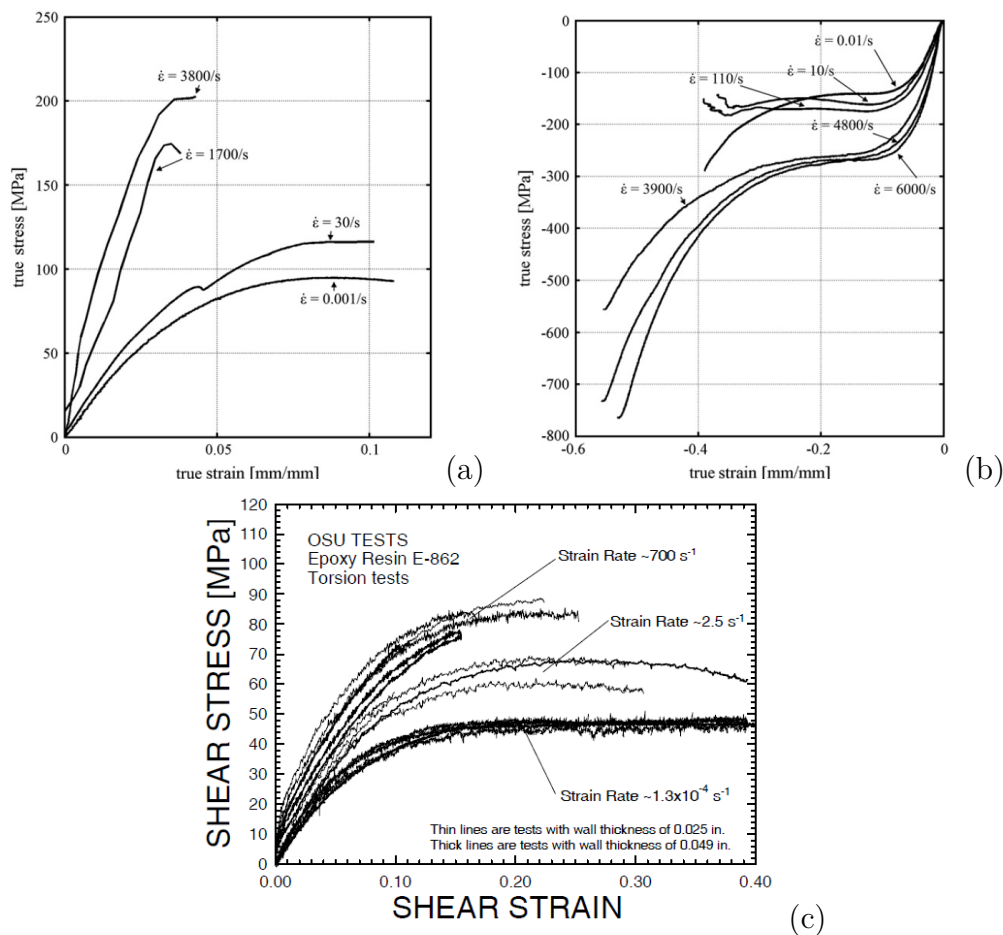 250
200
150
100
50
0
true stress [MPa]
ε̇ = 3800/s
ε̇ = 1700/s
ε̇ = 30/s
ε̇ = 0.001/s
0 0.05 0.1
true strain [mm/mm]
(a)
0
-100
-200
-300
-400
-500
-600
-700
-800
true stress [MPa]
ε̇ = 0.01/s
ε̇ = 110/s
ε̇ = 10/s
ε̇ = 4800/s
ε̇ = 3900/s
ε̇ = 6000/s
-0.6 -0.4 -0.2 0
true strain [mm/mm]
(b)
120
110
100
90
80
70
60
50
40
30
20
10
0
SHEAR STRESS [MPa]
OSU TESTS
Epoxy Resin E-862
Torsion tests
Strain Rate ~700 s⁻¹
Strain Rate ~2.5 s⁻¹
Strain Rate ~1.3x10⁻⁴ s⁻¹
Thin lines are tests with wall thickness of 0.025 in.
Thick lines are tests with wall thickness of 0.049 in.
0.00 0.10 0.20 0.30 0.40
SHEAR STRAIN
(c)